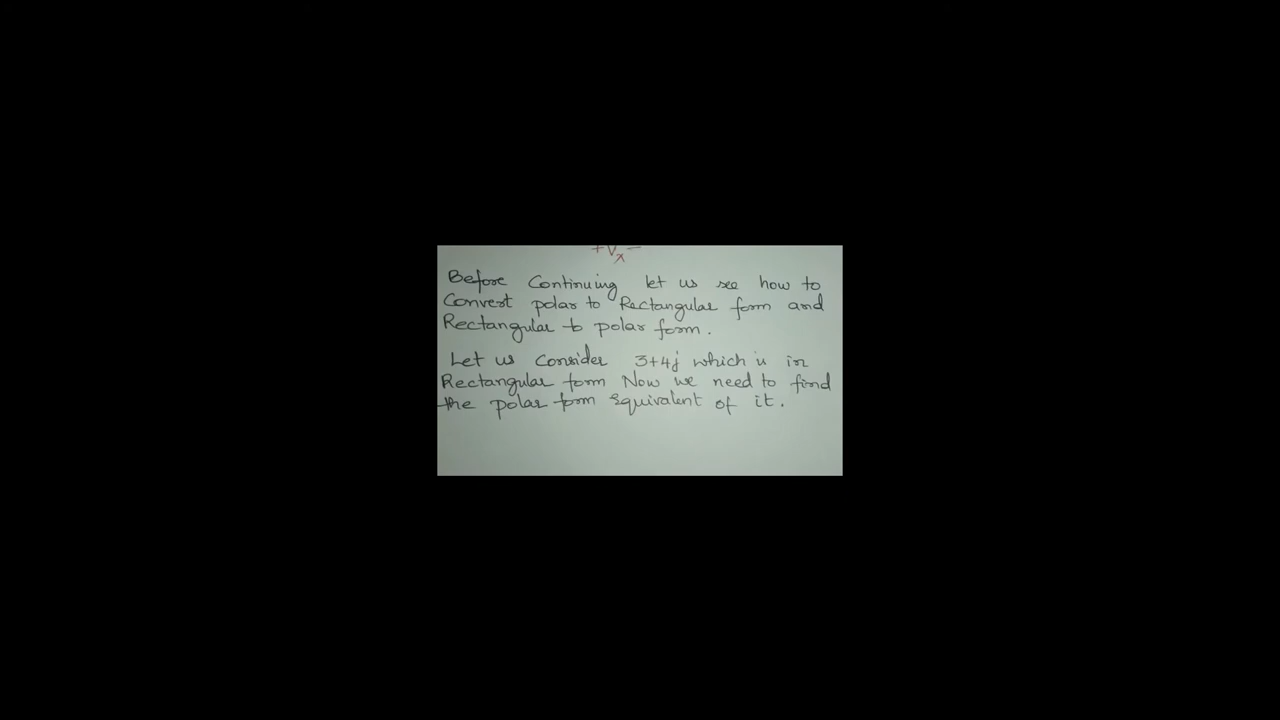 +Vx -
Before Continuing let us see how to
Convert polar to Rectangular form and
Rectangular to polar form.
Let us Consider 3+4j which is in
Rectangular form Now we need to find
the polar form Equivalent of it.